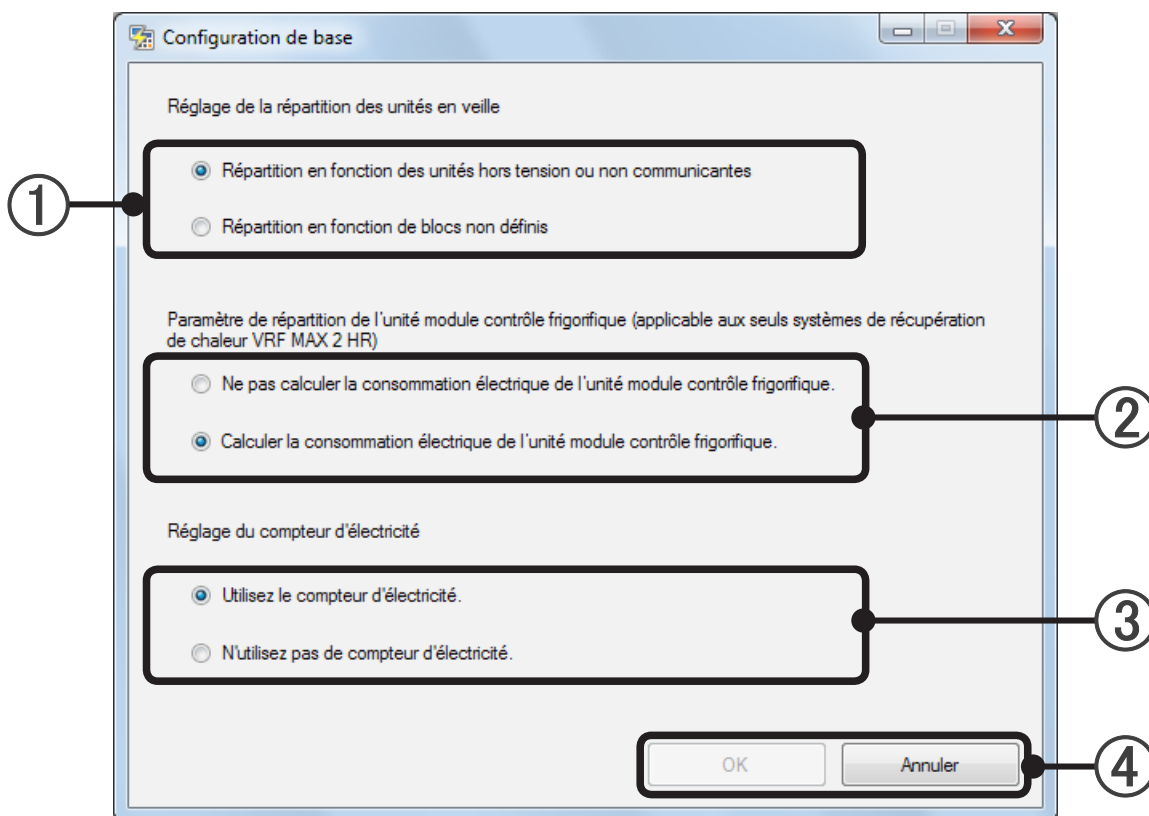 Configuration de base
Réglage de la répartition des unités en veille
① Répartition en fonction des unités hors tension ou non communicantes
Répartition en fonction de blocs non définis
Paramètre de répartition de l'unité module contrôle frigorifique (applicable aux seuls systèmes de récupération
de chaleur VRF MAX 2 HR)
Ne pas calculer la consommation électrique de l'unité module contrôle frigorifique.
②
Calculer la consommation électrique de l'unité module contrôle frigorifique.
Réglage du compteur d'électricité
Utilisez le compteur d'électricité.
③
N'utilisez pas de compteur d'électricité.
OK Annuler ④